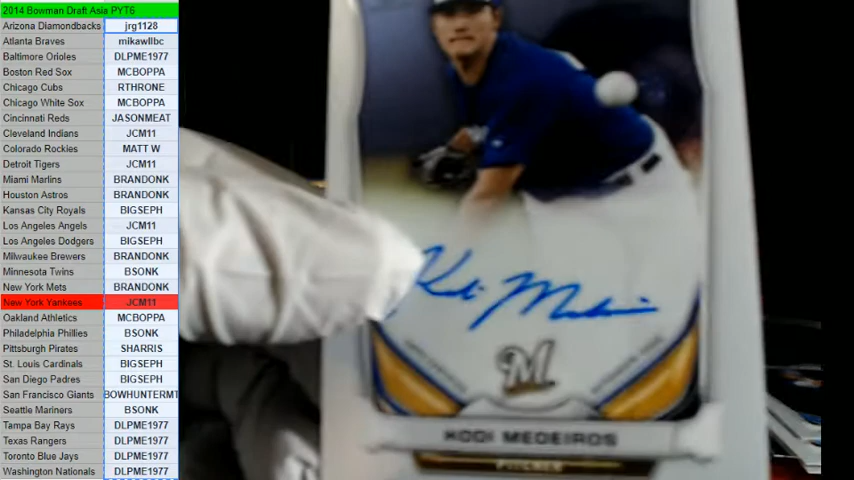 2014 Bowman Draft Asia PYT5
Arizona Diamondbacks jrg1128
Atlanta Braves mikawllbc
Baltimore Orioles DLPME1977
Boston Red Sox MCBOPPA
Chicago Cubs RTHRONE
Chicago White Sox MCBOPPA
Cincinnati Reds JASONMEAT
Cleveland Indians JCM11
Colorado Rockies MATT W
Detroit Tigers JCM11
Miami Marlins BRANDONK
Houston Astros BRANDONK
Kansas City Royals BIGSEPH
Los Angeles Angels JCM11
Los Angeles Dodgers BIGSEPH
Milwaukee Brewers BRANDONK
Minnesota Twins BSONK
New York Mets BRANDONK
New York Yankees JCM11
Oakland Athletics MCBOPPA
Philadelphia Phillies BSONK
Pittsburgh Pirates SHARRIS
St. Louis Cardinals BIGSEPH
San Diego Padres BIGSEPH
San Francisco Giants BOWHUNTERMT
Seattle Mariners BSONK
Tampa Bay Rays DLPME1977
Texas Rangers DLPME1977
Toronto Blue Jays DLPME1977
Washington Nationals DLPME1977
Kodi Medeiros
M
KODI MEDEIROS
PITCHER